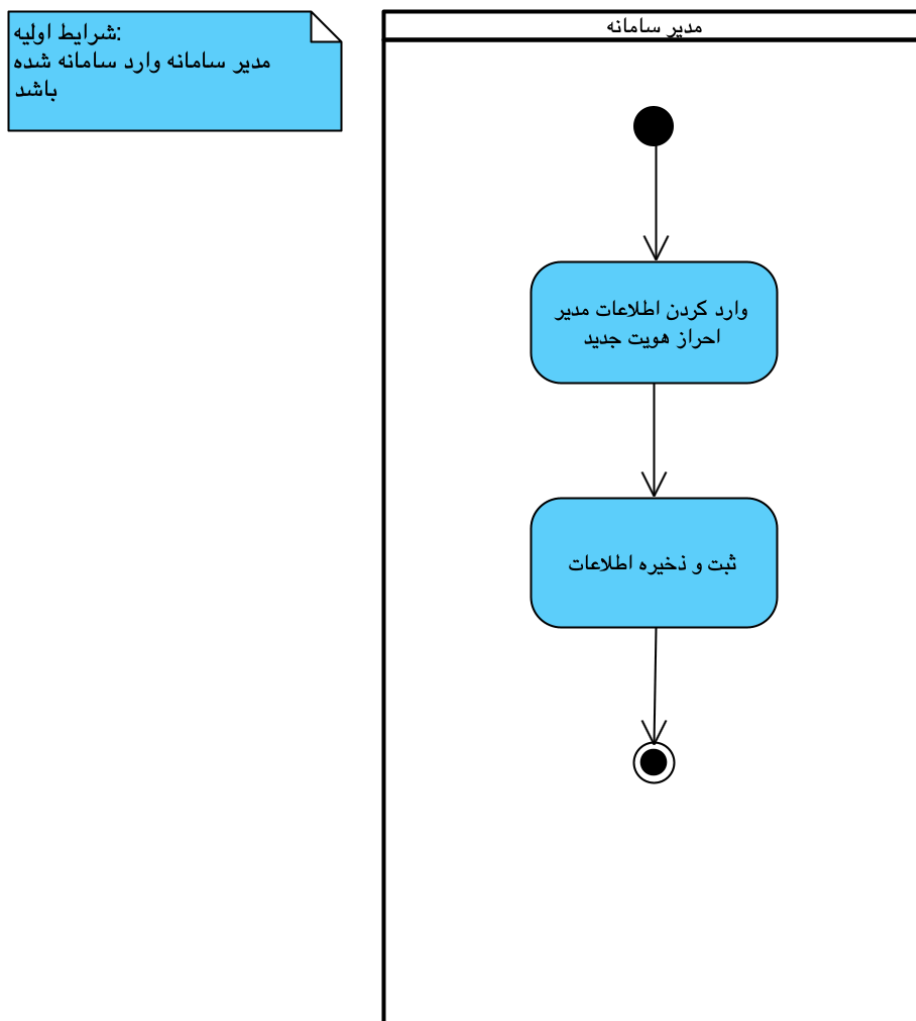 شرایط اولیه:
مدیر سامانه وارد سامانه شده
باشد
مدیر سامانه
وارد کردن اطلاعات مدیر
احراز هویت جدید
ثبت و ذخیره اطلاعات